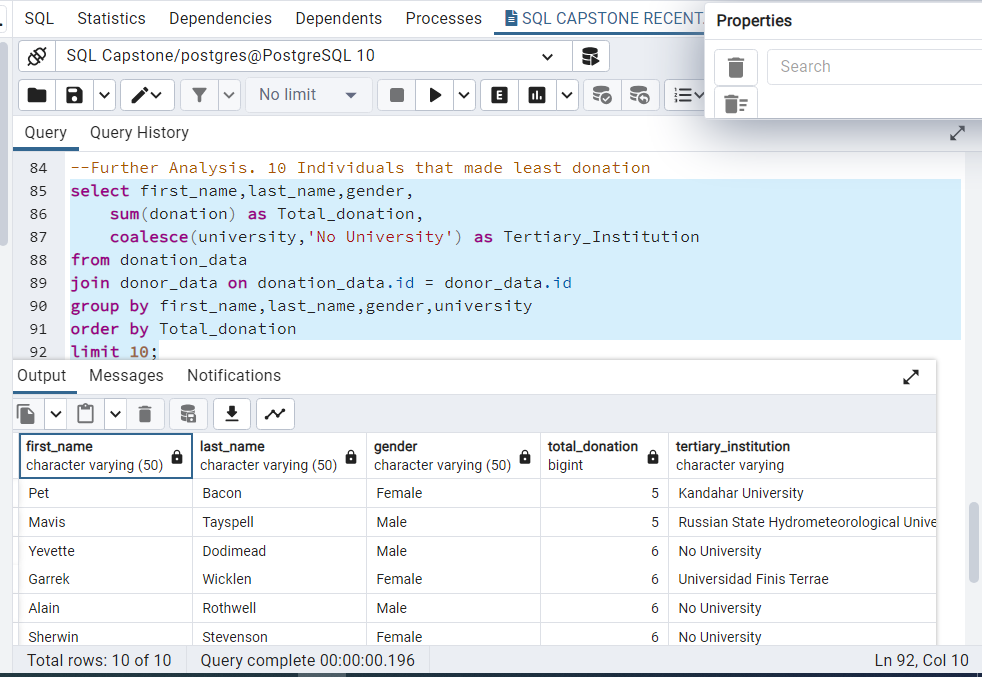 SQL Statistics Dependencies Dependents Processes SQL CAPSTONE RECENT.
Properties
SQL Capstone/postgres@PostgreSQL 10
Search
No limit
E
Query Query History
84 --Further Analysis. 10 Individuals that made least donation
85 select first_name,last_name,gender,
86 sum(donation) as Total_donation,
87 coalesce(university,'No University') as Tertiary_Institution
88 from donation_data
89 join donor_data on donation_data.id = donor_data.id
90 group by first_name,last_name,gender,university
91 order by Total_donation
92 limit 10;
Output Messages Notifications
first_name last_name gender total_donation tertiary_institution
character varying (50) character varying (50) character varying (50) bigint character varying
Pet Bacon Female 5 Kandahar University
Mavis Tayspell Male 5 Russian State Hydrometeorological Unive
Yevette Dodimead Male 6 No University
Garrek Wicklen Female 6 Universidad Finis Terrae
Alain Rothwell Male 6 No University
Sherwin Stevenson Female 6 No University
Total rows: 10 of 10 Query complete 00:00:00.196 Ln 92, Col 10